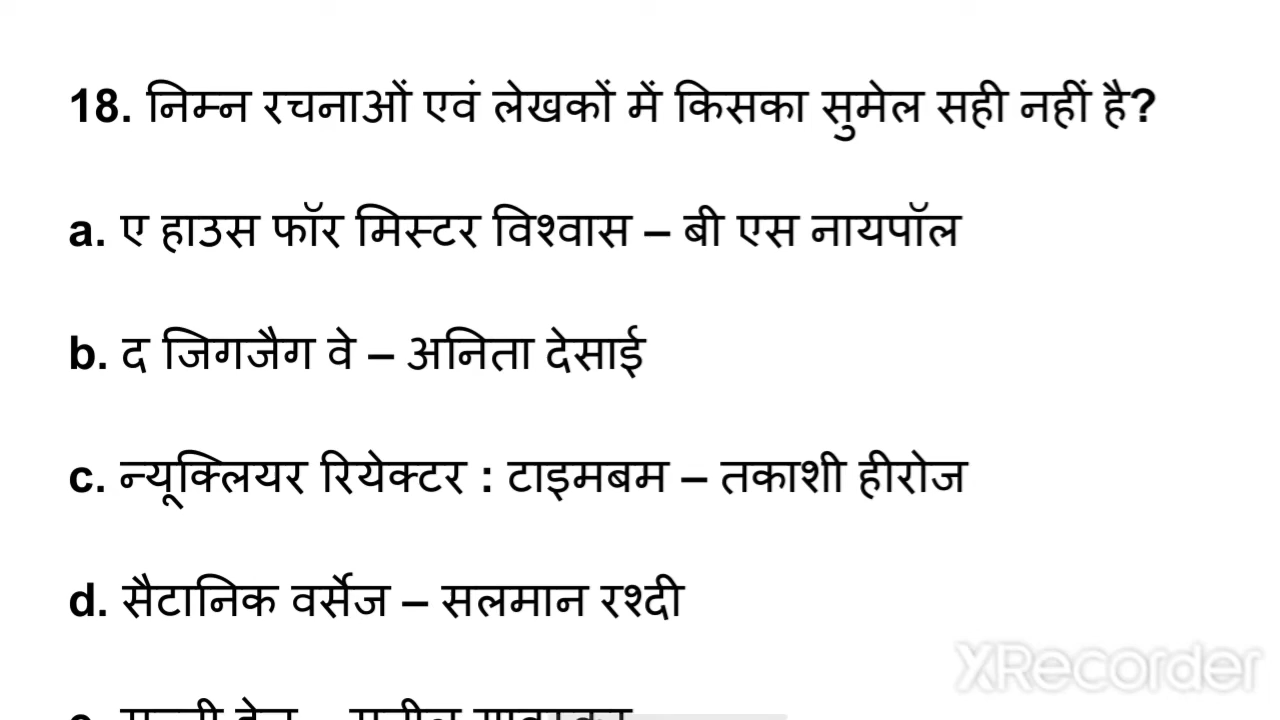 18. निम्न रचनाओं एवं लेखकों में किसका सुमेल सही नहीं है?
a. ए हाउस फॉर मिस्टर विश्वास – बी एस नायपॉल
b. द जिगजैग वे – अनिता देसाई
c. न्यूक्लियर रियेक्टर : टाइमबम – तकाशी हीरोज
d. सैटानिक वर्सेज – सलमान रश्दी
XRecorder